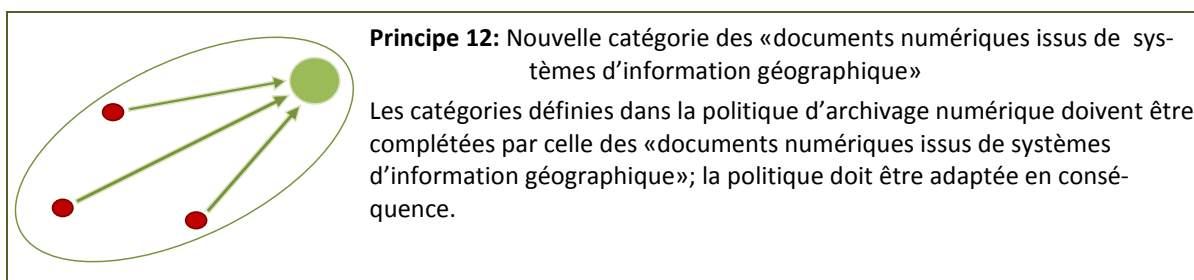 Principe 12: Nouvelle catégorie des «documents numériques issus de sys-
tèmes d’information géographique»
Les catégories définies dans la politique d’archivage numérique doivent être
complétées par celle des «documents numériques issus de systèmes
d’information géographique»; la politique doit être adaptée en consé-
quence.